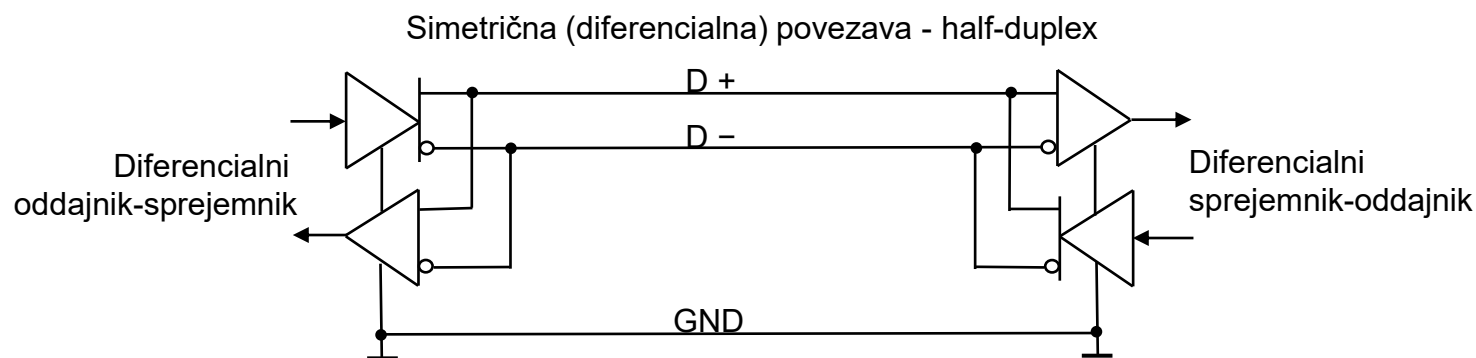 Simetrična (diferencialna) povezava - half-duplex
D +
D −
Diferencialni
oddajnik-sprejemnik
Diferencialni
sprejemnik-oddajnik
GND